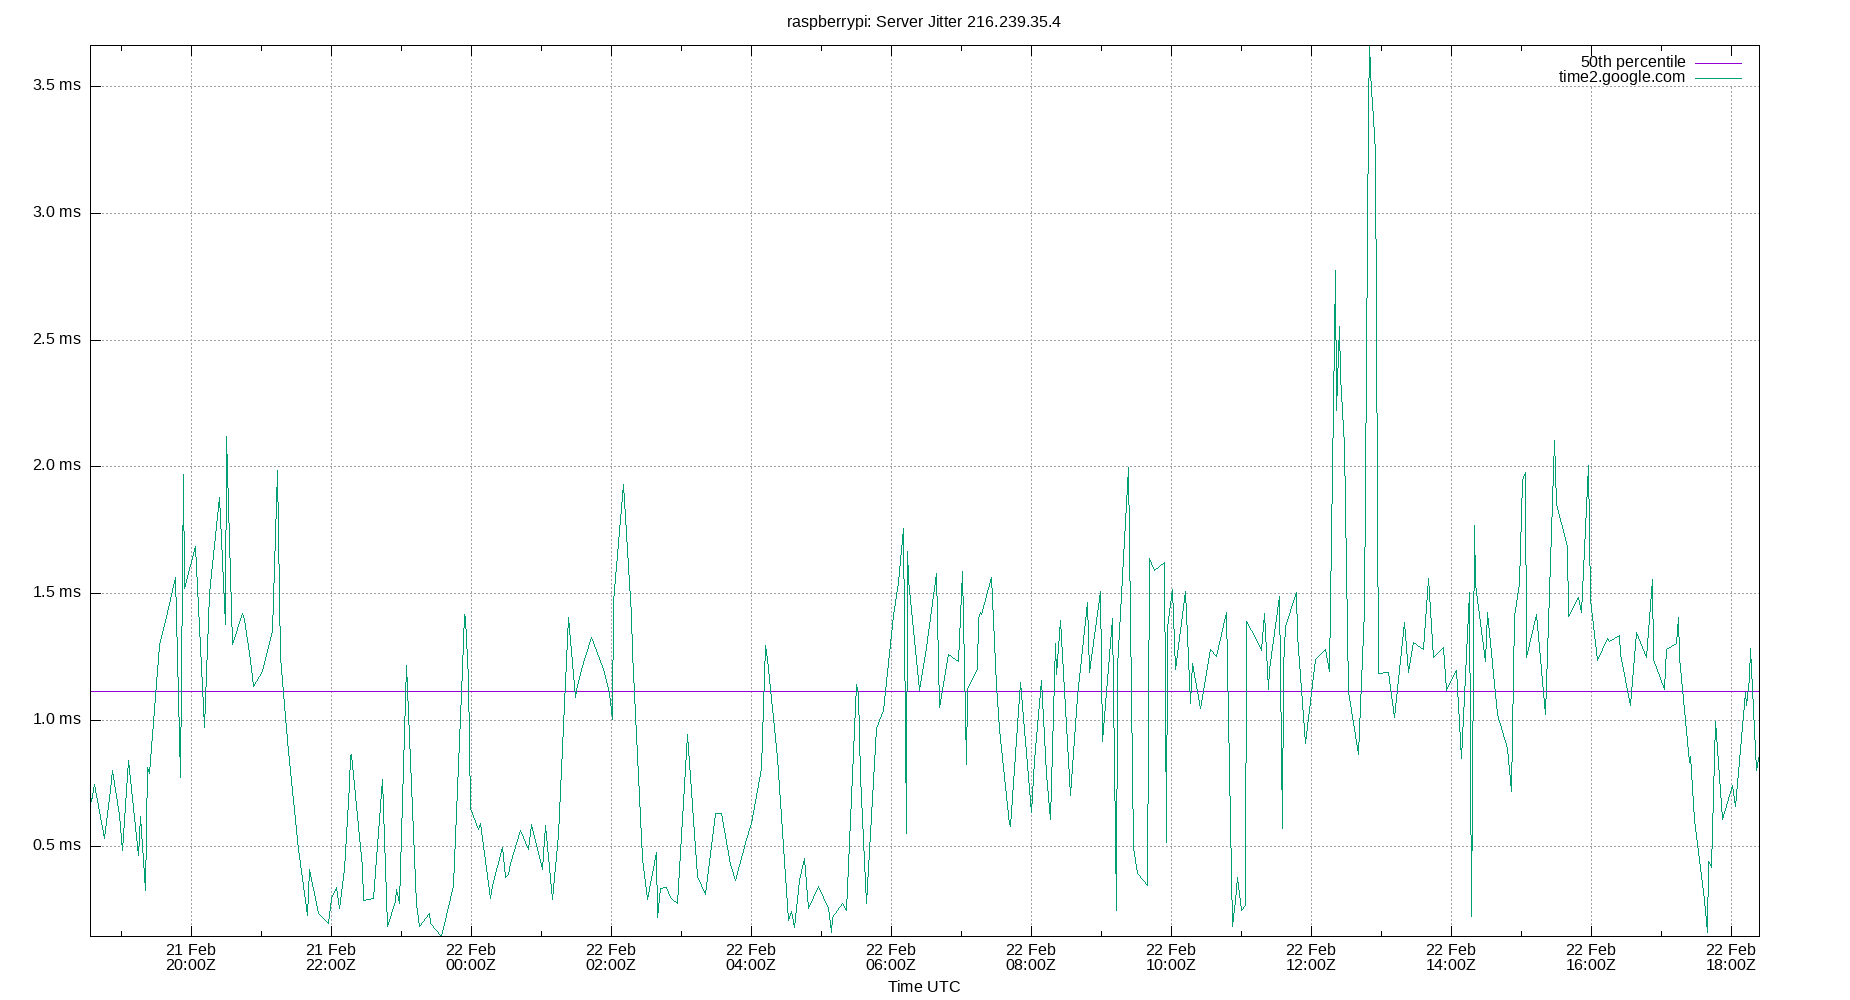 raspberrypi: Server Jitter 216.239.35.4
50th percentile
time2.google.com
3.5 ms
3.0 ms
2.5 ms
2.0 ms
1.5 ms
1.0 ms
0.5 ms
21 Feb 21 Feb 22 Feb 22 Feb 22 Feb 22 Feb 22 Feb 22 Feb 22 Feb 22 Feb 22 Feb 22 Feb
20:00Z 22:00Z 00:00Z 02:00Z 04:00Z 06:00Z 08:00Z 10:00Z 12:00Z 14:00Z 16:00Z 18:00Z
Time UTC